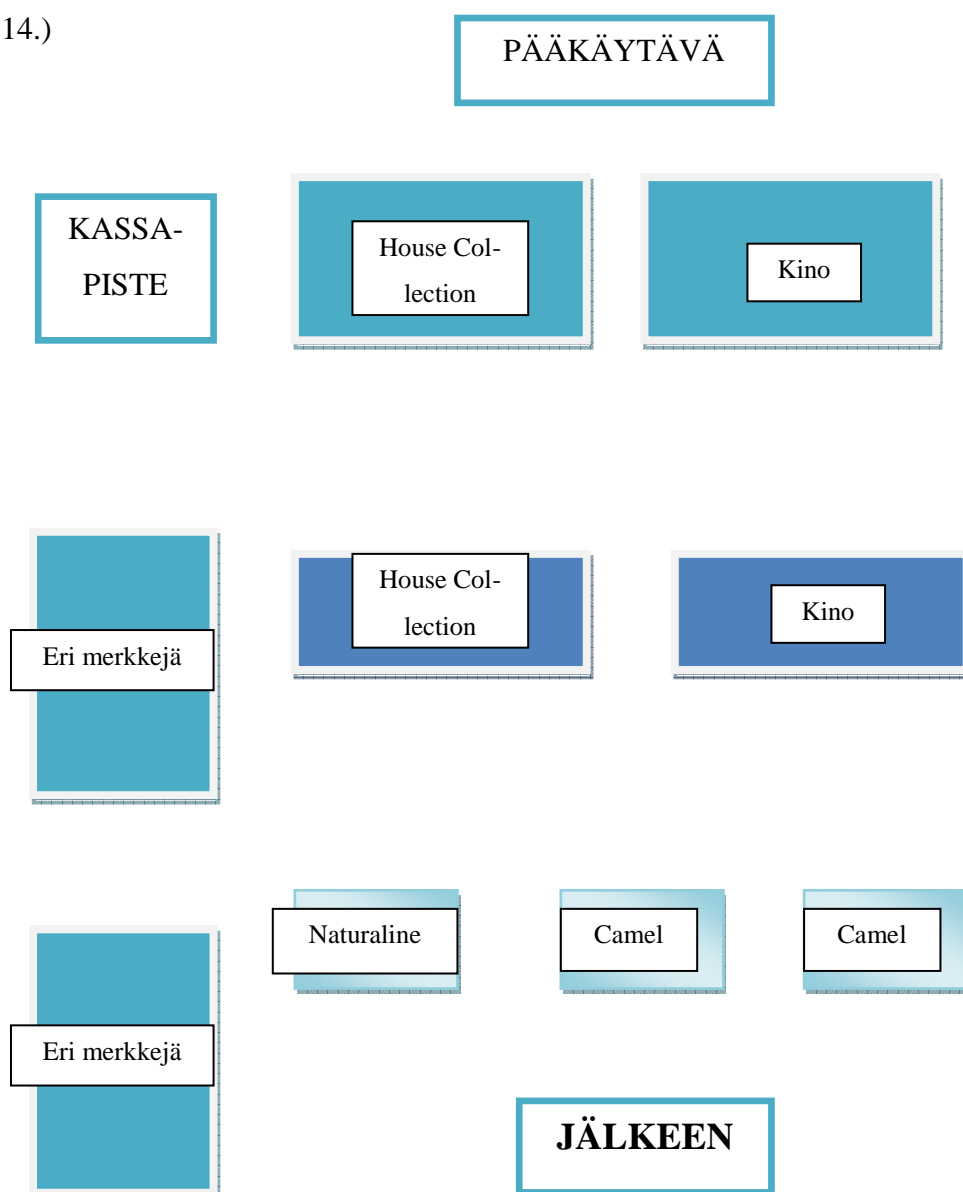 14.)
PÄÄKÄYTÄVÄ
KASSA-
PISTE
House Col-
lection
Kino
Eri merkkejä
House Col-
lection
Kino
Naturaline
Camel
Camel
Eri merkkejä
JÄLKEEN